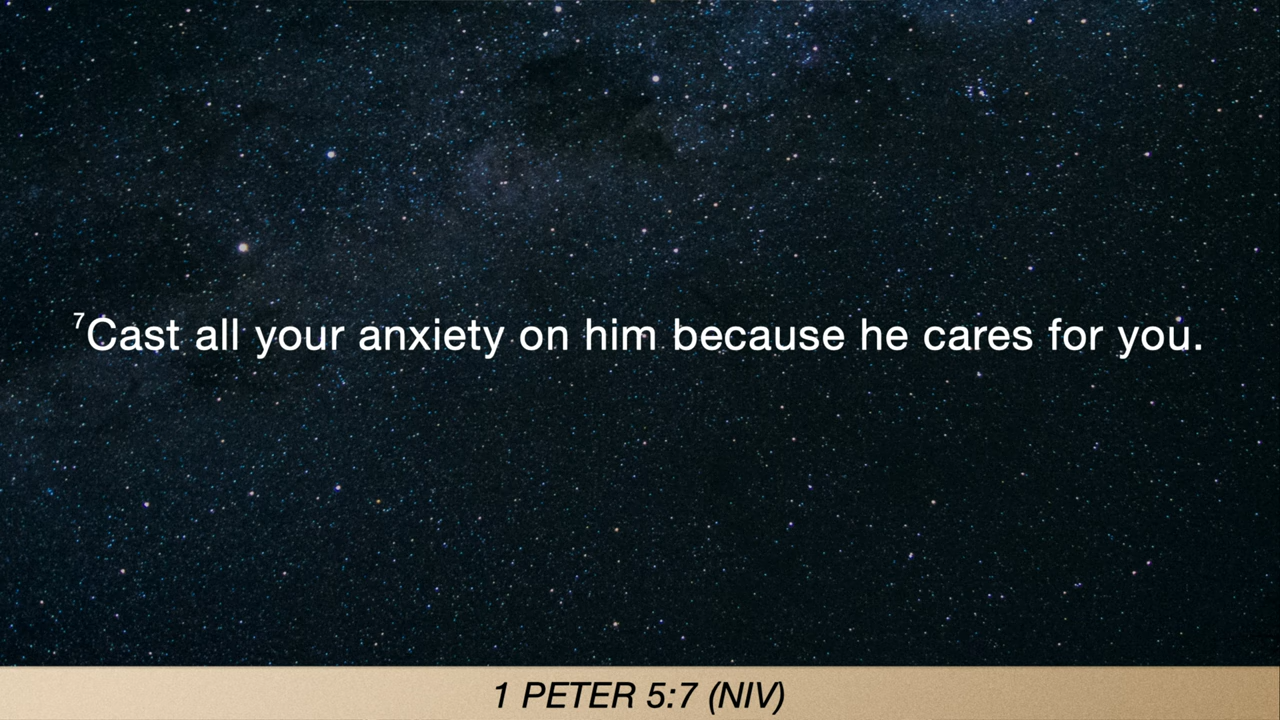 ⁷Cast all your anxiety on him because he cares for you.
1 PETER 5:7 (NIV)